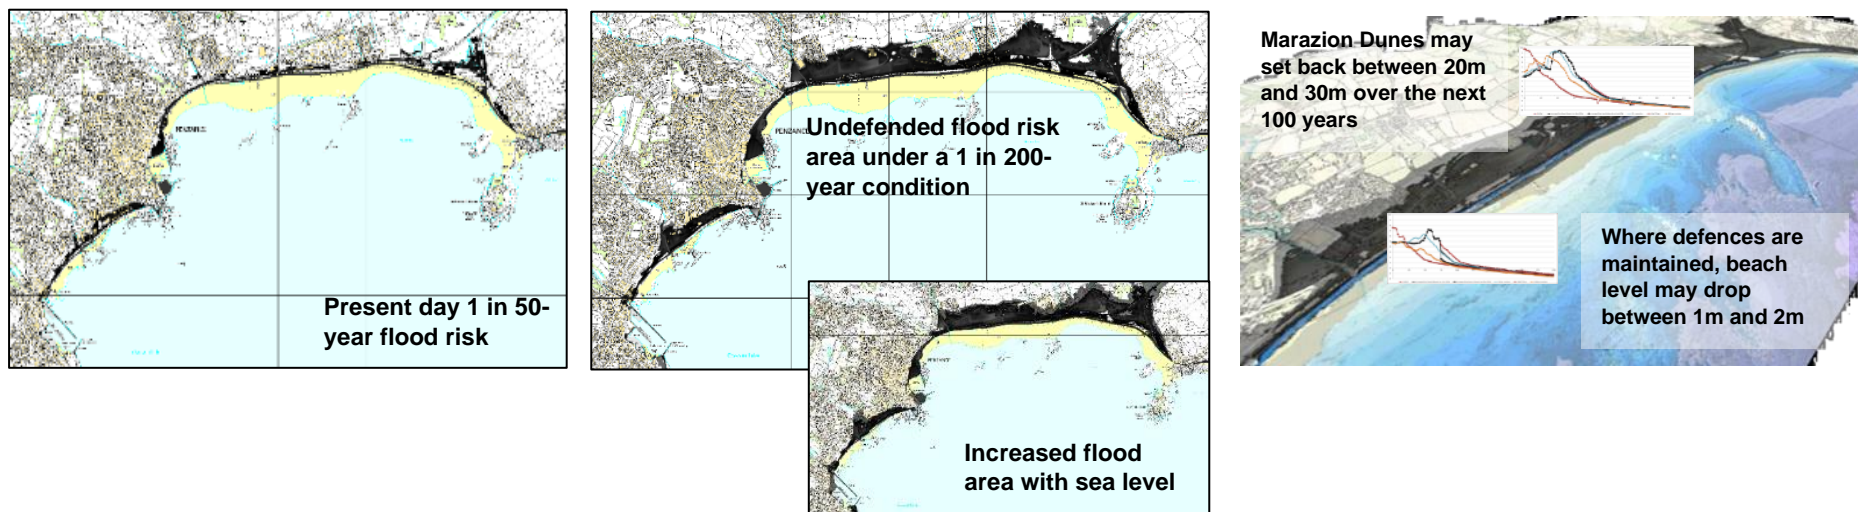 Present day 1 in 50-
year flood risk
PENZANCE
Undefended flood risk
area under a 1 in 200-
year condition
Increased flood
area with sea level
Marazion Dunes may
set back between 20m
and 30m over the next
100 years
Where defences are
maintained, beach
level may drop
between 1m and 2m